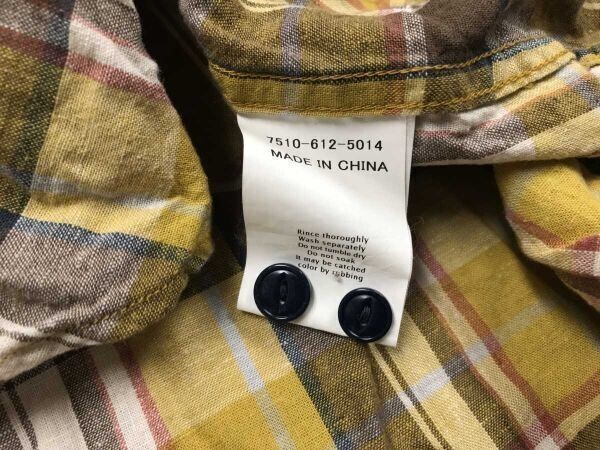 7510-612-5014
MADE IN CHINA
Rince thoroughly
Wash separately
Do not tumble dry
Do not soak
It may be catched
color by rubbing